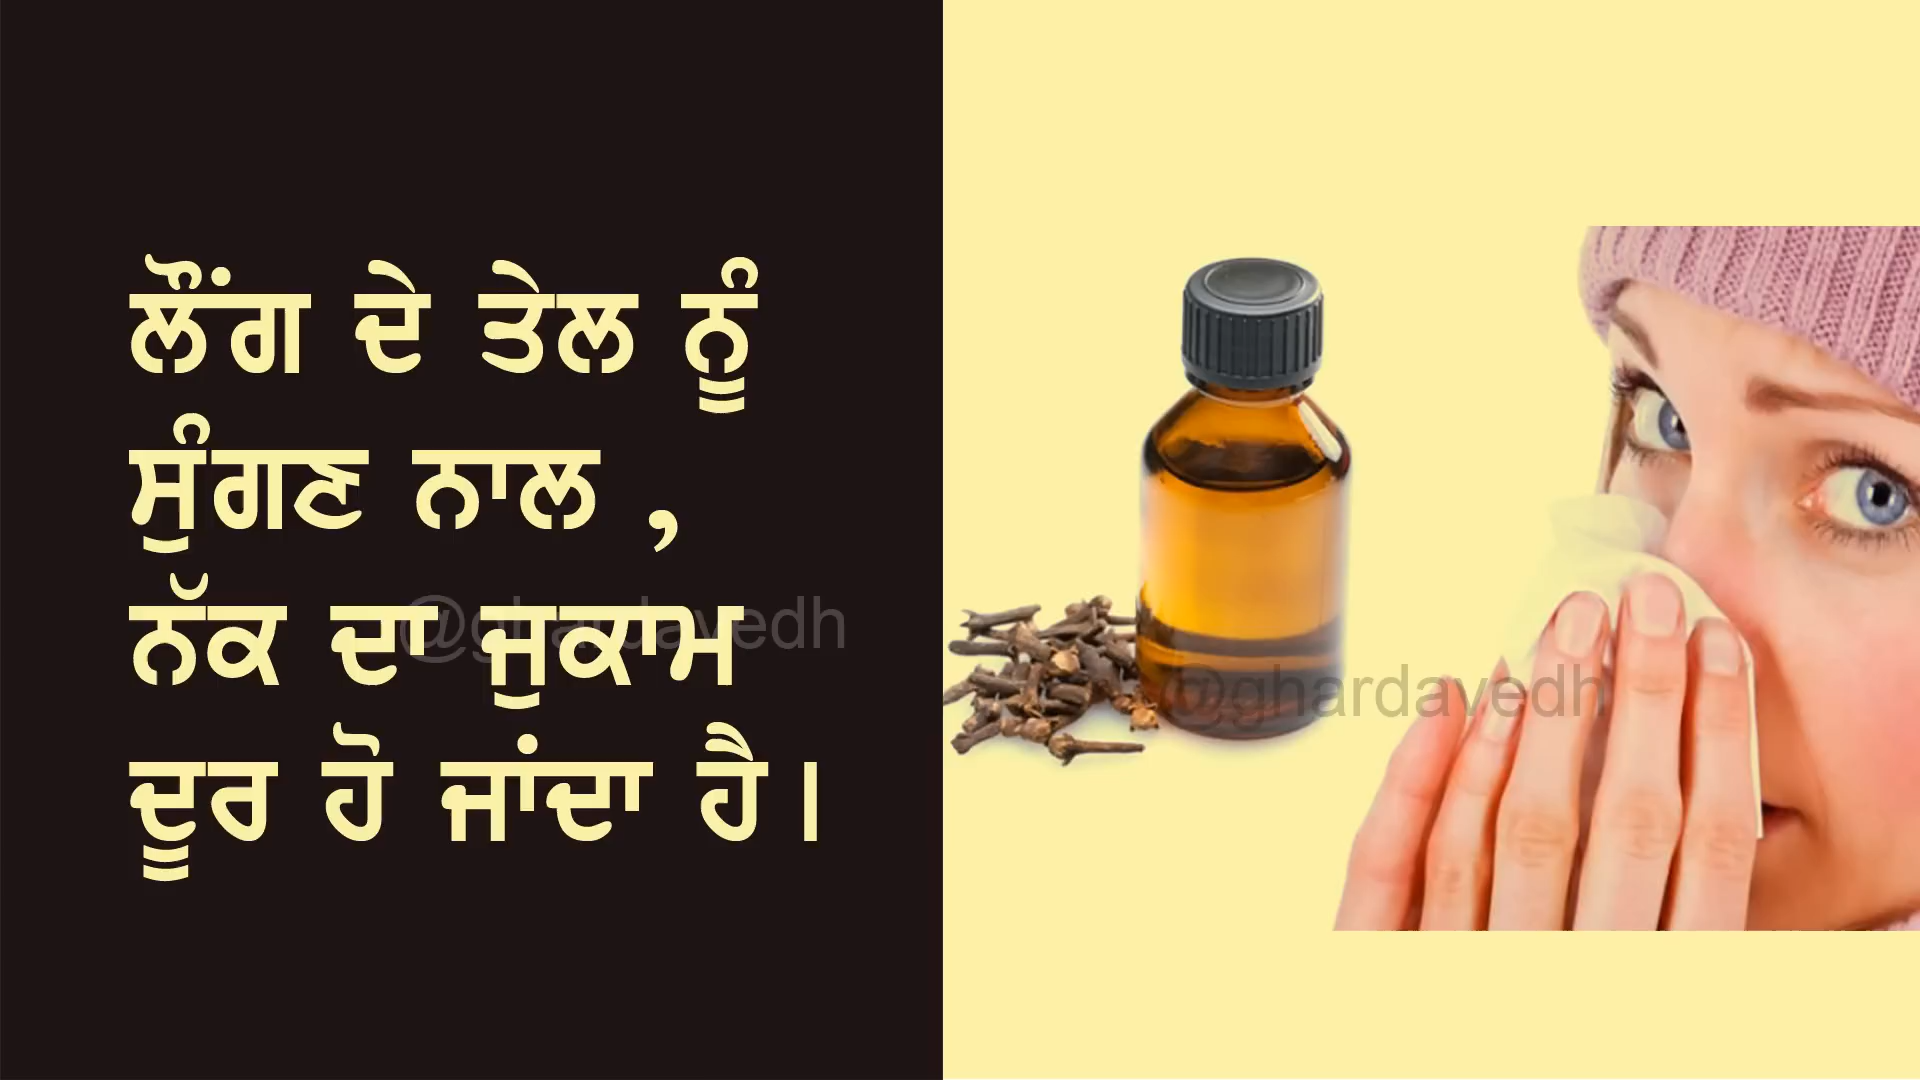 ਲੌਂਗ ਦੇ ਤੇਲ ਨੂੰ
ਸੁੰਗਣ ਨਾਲ ,
ਨੱਕ ਦਾ ਜੁਕਾਮ
ਦੂਰ ਹੋ ਜਾਂਦਾ ਹੈ।
@ghardavedh
@ghardavedh